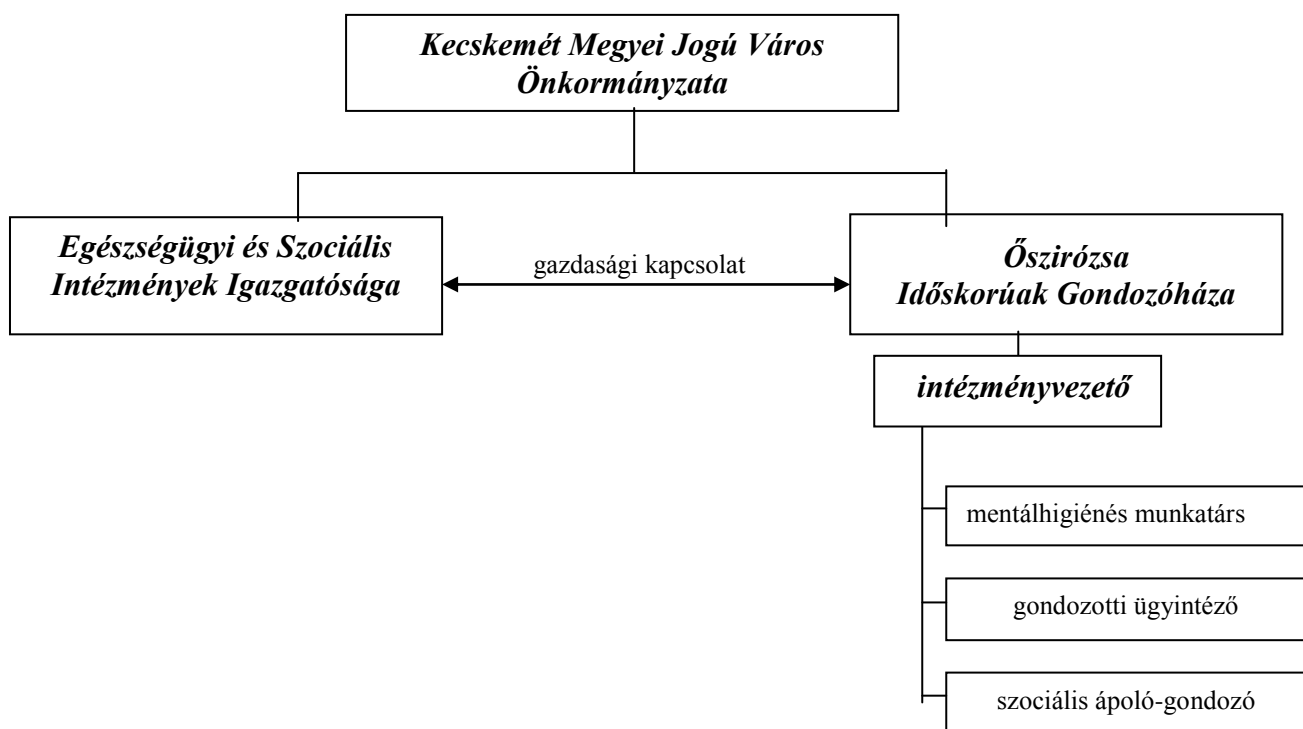 Kecskemét Megyei Jogú Város
Önkormányzata
Egészségügyi és Szociális
Intézmények Igazgatósága
gazdasági kapcsolat
Őszirózsa
Időskorúak Gondozóháza
intézményvezető
mentálhigiénés munkatárs
gondozotti ügyintéző
szociális ápoló-gondozó